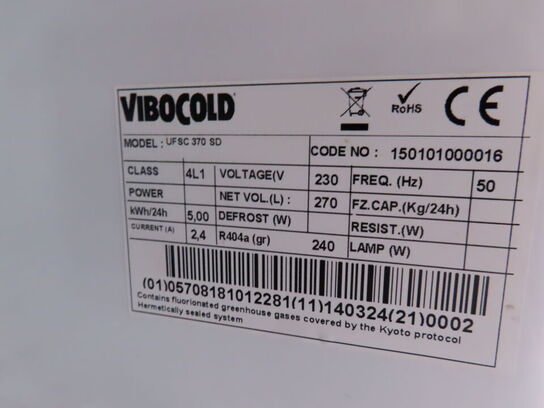 VIBOCOLD
RoHS
CE
MODEL : UFSC 370 SD
CODE NO : 150101000016
CLASS 4L1 VOLTAGE(V 230 FREQ. (Hz) 50
POWER NET VOL.(L) : 270 FZ.CAP.(Kg/24h)
kWh/24h 5,00 DEFROST (W) RESIST.(W)
CURRENT (A) 2,4 R404a (gr) 240 LAMP (W)
(01)05708181012281(11)140324(21)0002
Contains fluorionated greenhouse gases covered by the Kyoto protocol
Hermetically sealed system